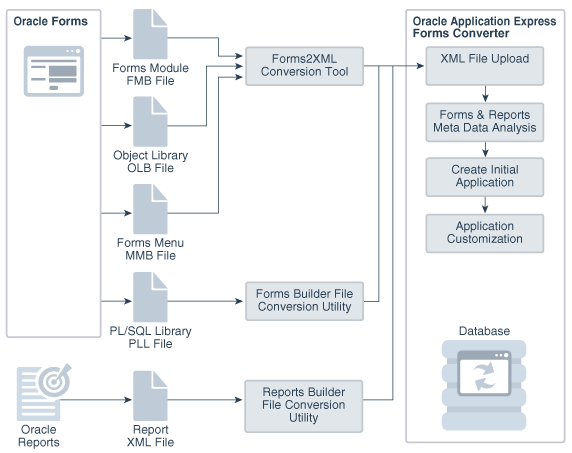 Oracle Forms
Forms Module
FMB File
Object Library
OLB File
Forms Menu
MMB File
PL/SQL Library
PLL File
Oracle
Reports
Report
XML File
Forms2XML
Conversion Tool
Forms Builder File
Conversion Utility
Reports Builder
File Conversion
Utility
Oracle Application Express
Forms Converter
XML File Upload
Forms & Reports
Meta Data Analysis
Create Initial
Application
Application
Customization
Database